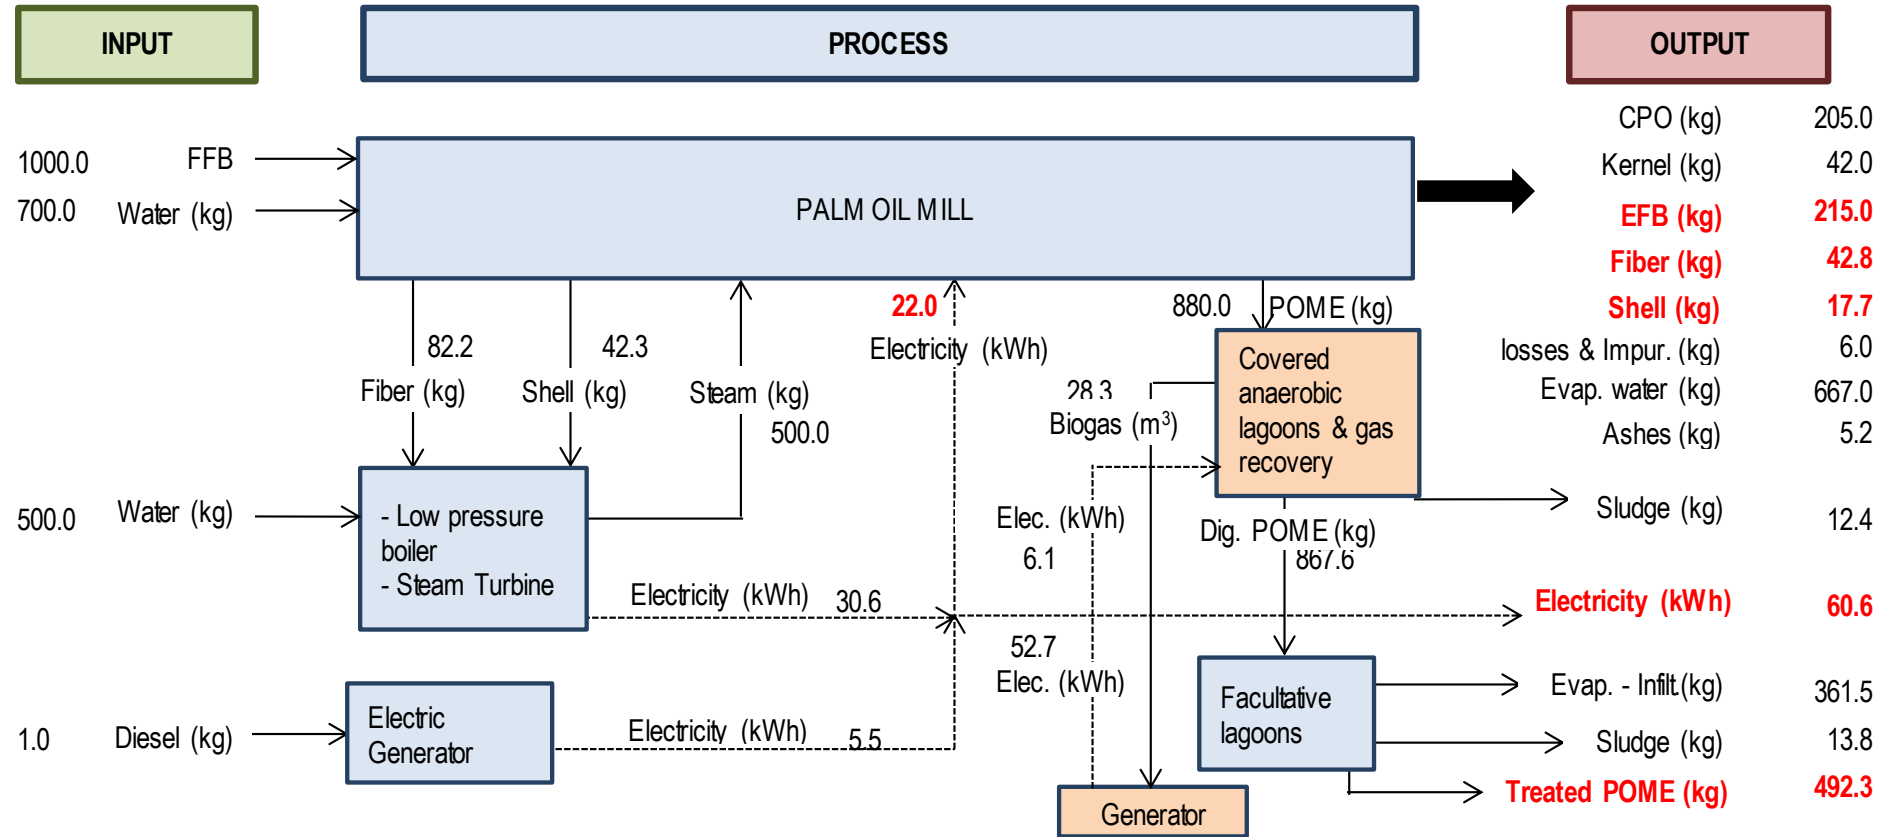 INPUT
PROCESS
OUTPUT
CPO (kg) 205.0
1000.0 FFB
Kernel (kg) 42.0
700.0 Water (kg)
PALM OIL MILL
EFB (kg) 215.0
Fiber (kg) 42.8
22.0
Electricity (kWh)
880.0 POME (kg)
Shell (kg) 17.7
82.2
Fiber (kg)
42.3
Shell (kg)
Steam (kg)
500.0
losses & Impur. (kg) 6.0
Evap. water (kg) 667.0
Ashes (kg) 5.2
28.3
Biogas (m³)
Covered
anaerobic
lagoons & gas
recovery
500.0 Water (kg)
- Low pressure
boiler
- Steam Turbine
Elec. (kWh)
6.1
Dig. POME (kg)
867.6
Sludge (kg) 12.4
Electricity (kWh) 30.6
Electricity (kWh) 60.6
52.7
Elec. (kWh)
1.0 Diesel (kg)
Electric
Generator
Electricity (kWh) 5.5
Facultative
lagoons
Evap. - Infilt.(kg) 361.5
Sludge (kg) 13.8
Treated POME (kg) 492.3
Generator